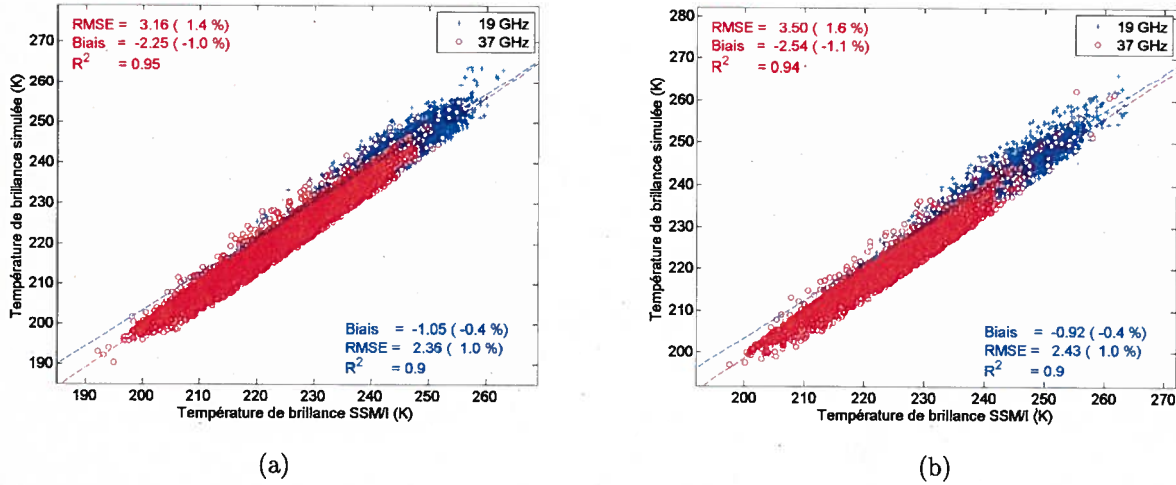 RMSE = 3.16 ( 1.4 %)
Biais = -2.25 ( -1.0 %)
R² = 0.95
19 GHz
37 GHz
Biais = -1.05 ( -0.4 %)
RMSE = 2.36 ( 1.0 %)
R² = 0.9
Température de brillance simulée (K)
270
260
250
240
230
220
210
200
190
190
200
210
220
230
240
250
260
Température de brillance SSM/I (K)
(a)
RMSE = 3.50 ( 1.6 %)
Biais = -2.54 ( -1.1 %)
R² = 0.94
19 GHz
37 GHz
Biais = -0.92 ( -0.4 %)
RMSE = 2.43 ( 1.0 %)
R² = 0.9
Température de brillance simulée (K)
280
270
260
250
240
230
220
210
200
200
210
220
230
240
250
260
270
Température de brillance SSM/I (K)
(b)